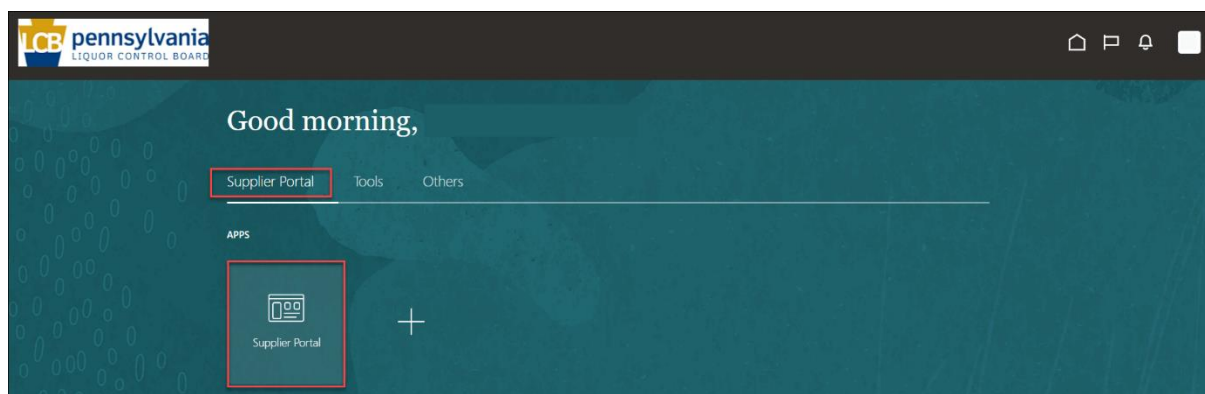 LCB pennsylvania
LIQUOR CONTROL BOARD
Good morning,
Supplier Portal Tools Others
APPS
Supplier Portal